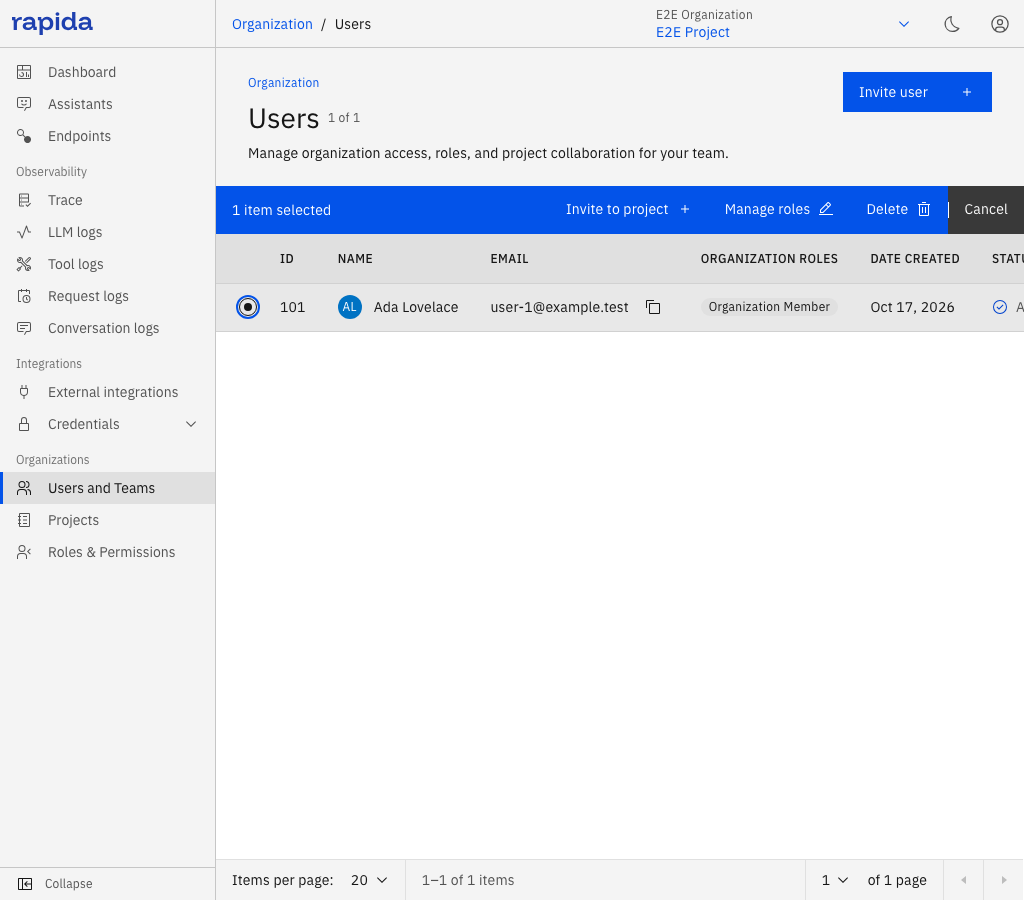 rapida
Organization / Users
E2E Organization
E2E Project
Dashboard
Assistants
Endpoints
Observability
Trace
LLM logs
Tool logs
Request logs
Conversation logs
Integrations
External integrations
Credentials
Organizations
Users and Teams
Projects
Roles & Permissions
Collapse
Organization
Users 1 of 1
Manage organization access, roles, and project collaboration for your team.
Invite user
1 item selected Invite to project Manage roles Delete Cancel
ID NAME EMAIL ORGANIZATION ROLES DATE CREATED
101 AL Ada Lovelace user-1@example.test Organization Member Oct 17, 2026
Items per page: 20 1–1 of 1 items 1 of 1 page